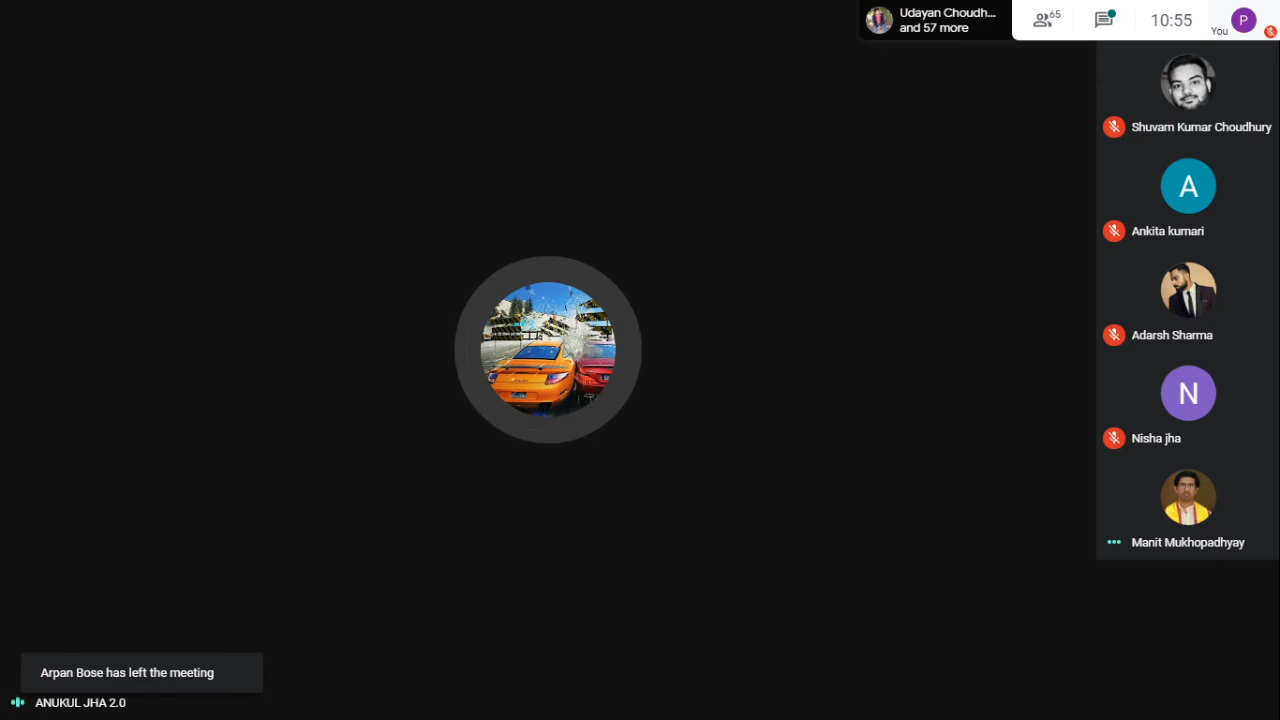 Udayan Choudh...
and 57 more
65
10:55
You
P
Shuvam Kumar Choudhury
A
Ankita kumari
Adarsh Sharma
N
Nisha jha
Manit Mukhopadhyay
Arpan Bose has left the meeting
ANUKUL JHA 2.0